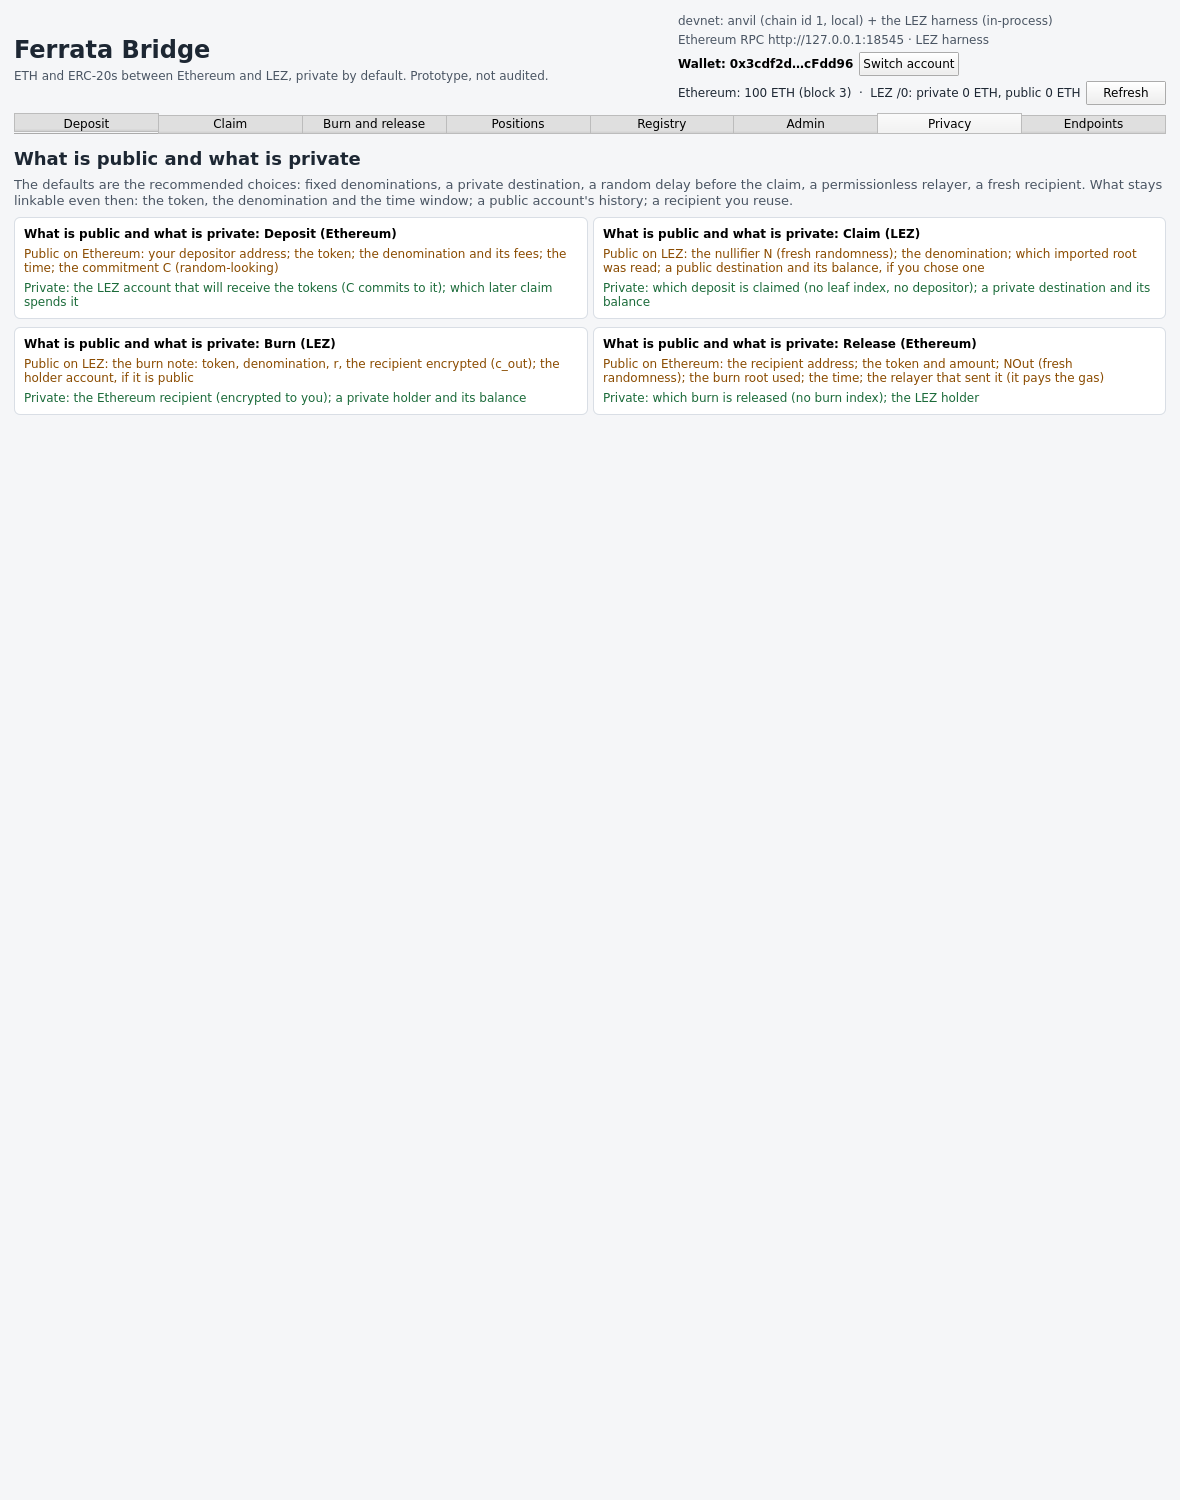 Ferrata Bridge
ETH and ERC-20s between Ethereum and LEZ, private by default. Prototype, not audited.
devnet: anvil (chain id 1, local) + the LEZ harness (in-process)
Ethereum RPC http://127.0.0.1:18545 · LEZ harness
Wallet: 0x3cdf2d…cFdd96 Switch account
Ethereum: 100 ETH (block 3) · LEZ /0: private 0 ETH, public 0 ETH Refresh
Deposit Claim Burn and release Positions Registry Admin Privacy Endpoints
What is public and what is private
The defaults are the recommended choices: fixed denominations, a private destination, a random delay before the claim, a permissionless relayer, a fresh recipient. What stays
linkable even then: the token, the denomination and the time window; a public account's history; a recipient you reuse.
What is public and what is private: Deposit (Ethereum)
Public on Ethereum: your depositor address; the token; the denomination and its fees; the
time; the commitment C (random-looking)
Private: the LEZ account that will receive the tokens (C commits to it); which later claim
spends it
What is public and what is private: Claim (LEZ)
Public on LEZ: the nullifier N (fresh randomness); the denomination; which imported root
was read; a public destination and its balance, if you chose one
Private: which deposit is claimed (no leaf index, no depositor); a private destination and its
balance
What is public and what is private: Burn (LEZ)
Public on LEZ: the burn note: token, denomination, r, the recipient encrypted (c_out); the
holder account, if it is public
Private: the Ethereum recipient (encrypted to you); a private holder and its balance
What is public and what is private: Release (Ethereum)
Public on Ethereum: the recipient address; the token and amount; NOut (fresh
randomness); the burn root used; the time; the relayer that sent it (it pays the gas)
Private: which burn is released (no burn index); the LEZ holder